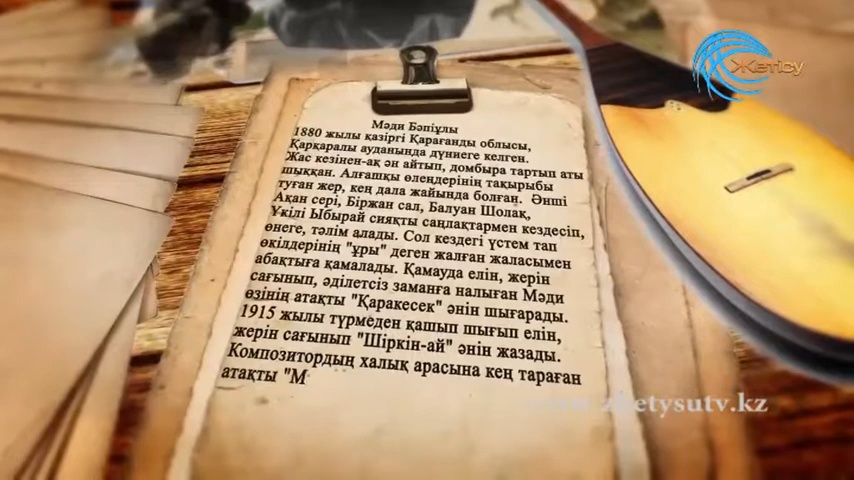 Жетісу
Мәди Бәпіұлы
1880 жылы қазіргі Қарағанды облысы,
Қарқаралы ауданында дүниеге келген.
Жас кезінен-ақ ән айтып, домбыра тартып аты
шыққан. Алғашқы өлеңдерінің тақырыбы
туған жер, кең дала жайында болған. Әнші
Ақан сері, Біржан сал, Балуан Шолақ,
Үкілі Ыбырай сияқты саңлақтармен кездесіп,
өнеге, тәлім алады. Сол кездегі үстем тап
өкілдерінің "ұры" деген жалған жаласымен
абақтыға қамалады. Қамауда елін, жерін
сағынып, әділетсіз заманға налыған Мәди
өзінің атақты "Қаракесек" әнін шығарады.
1915 жылы түрмеден қашып шығып елін,
жерін сағынып "Шіркін-ай" әнін жазады.
Композитордың халық арасына кең тараған
атақты "М
www.zhetysutv.kz